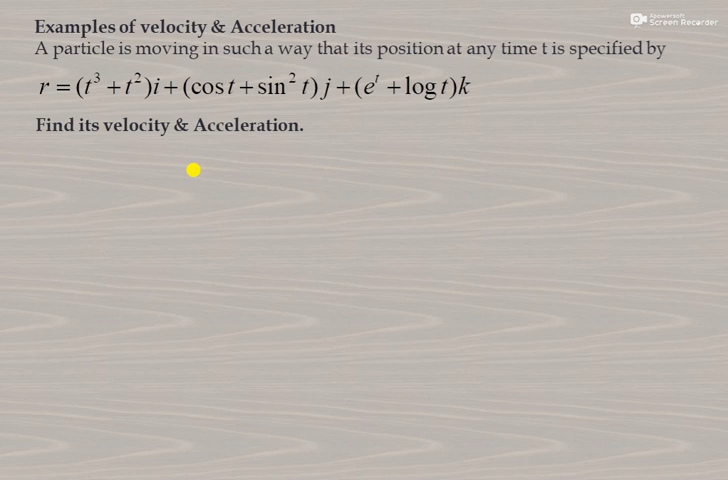 Examples of velocity & Acceleration
Apowersoft
Screen Recorder
A particle is moving in such a way that its position at any time t is specified by
r = (t³ + t²)i + (cos t + sin² t) j + (eᵗ + log t)k
Find its velocity & Acceleration.